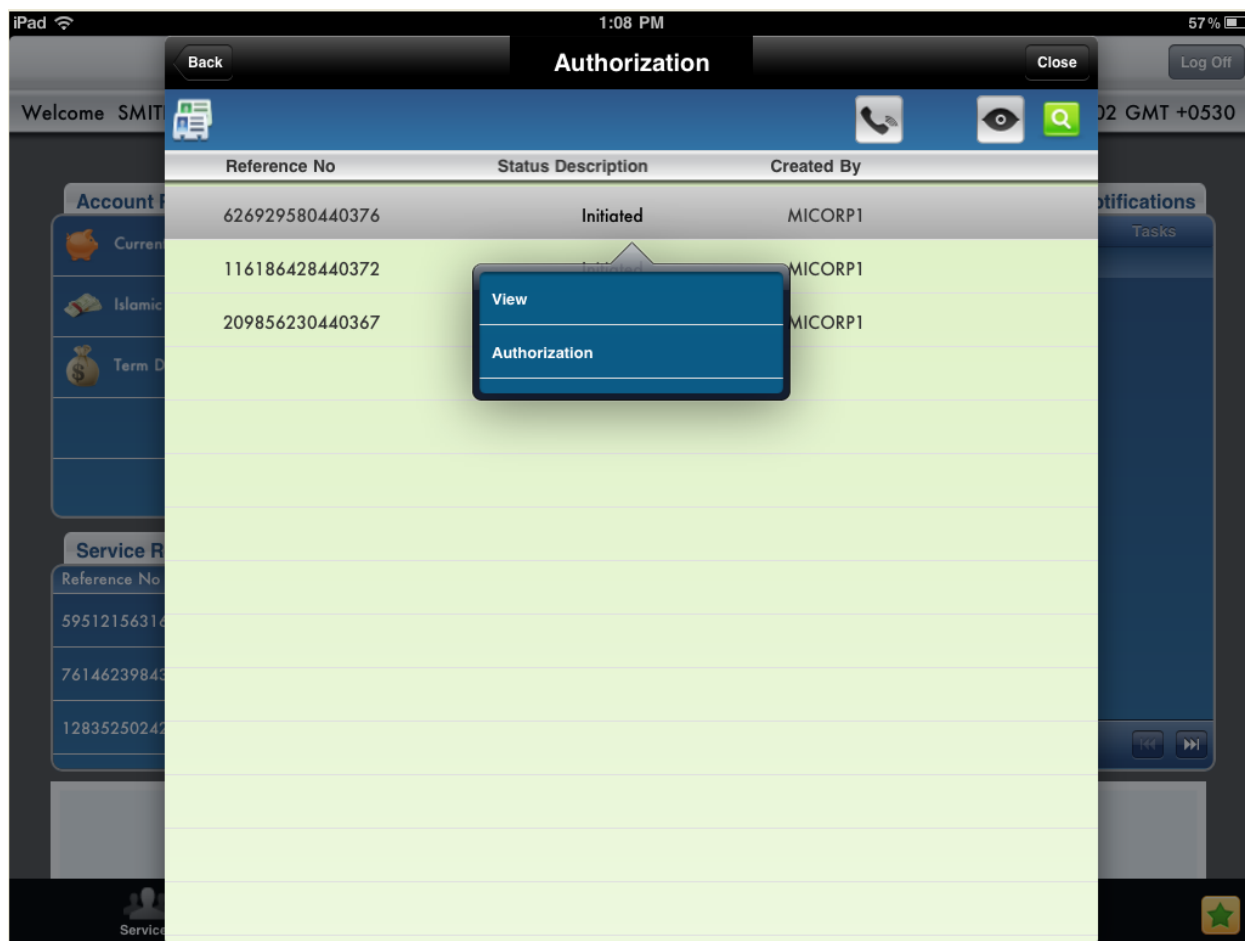 iPad 1:08 PM 57%
Back Authorization Close Log Off
Welcome SMIT 02 GMT +0530
Reference No Status Description Created By
Account
626929580440376 Initiated MICORP1
Tasks
Curren
116186428440372 Initiated MICORP1
View
Islamic
209856230440367 MICORP1
Authorization
Term D
Service R
Reference No
59512156316
76146239843
12835250242
Service